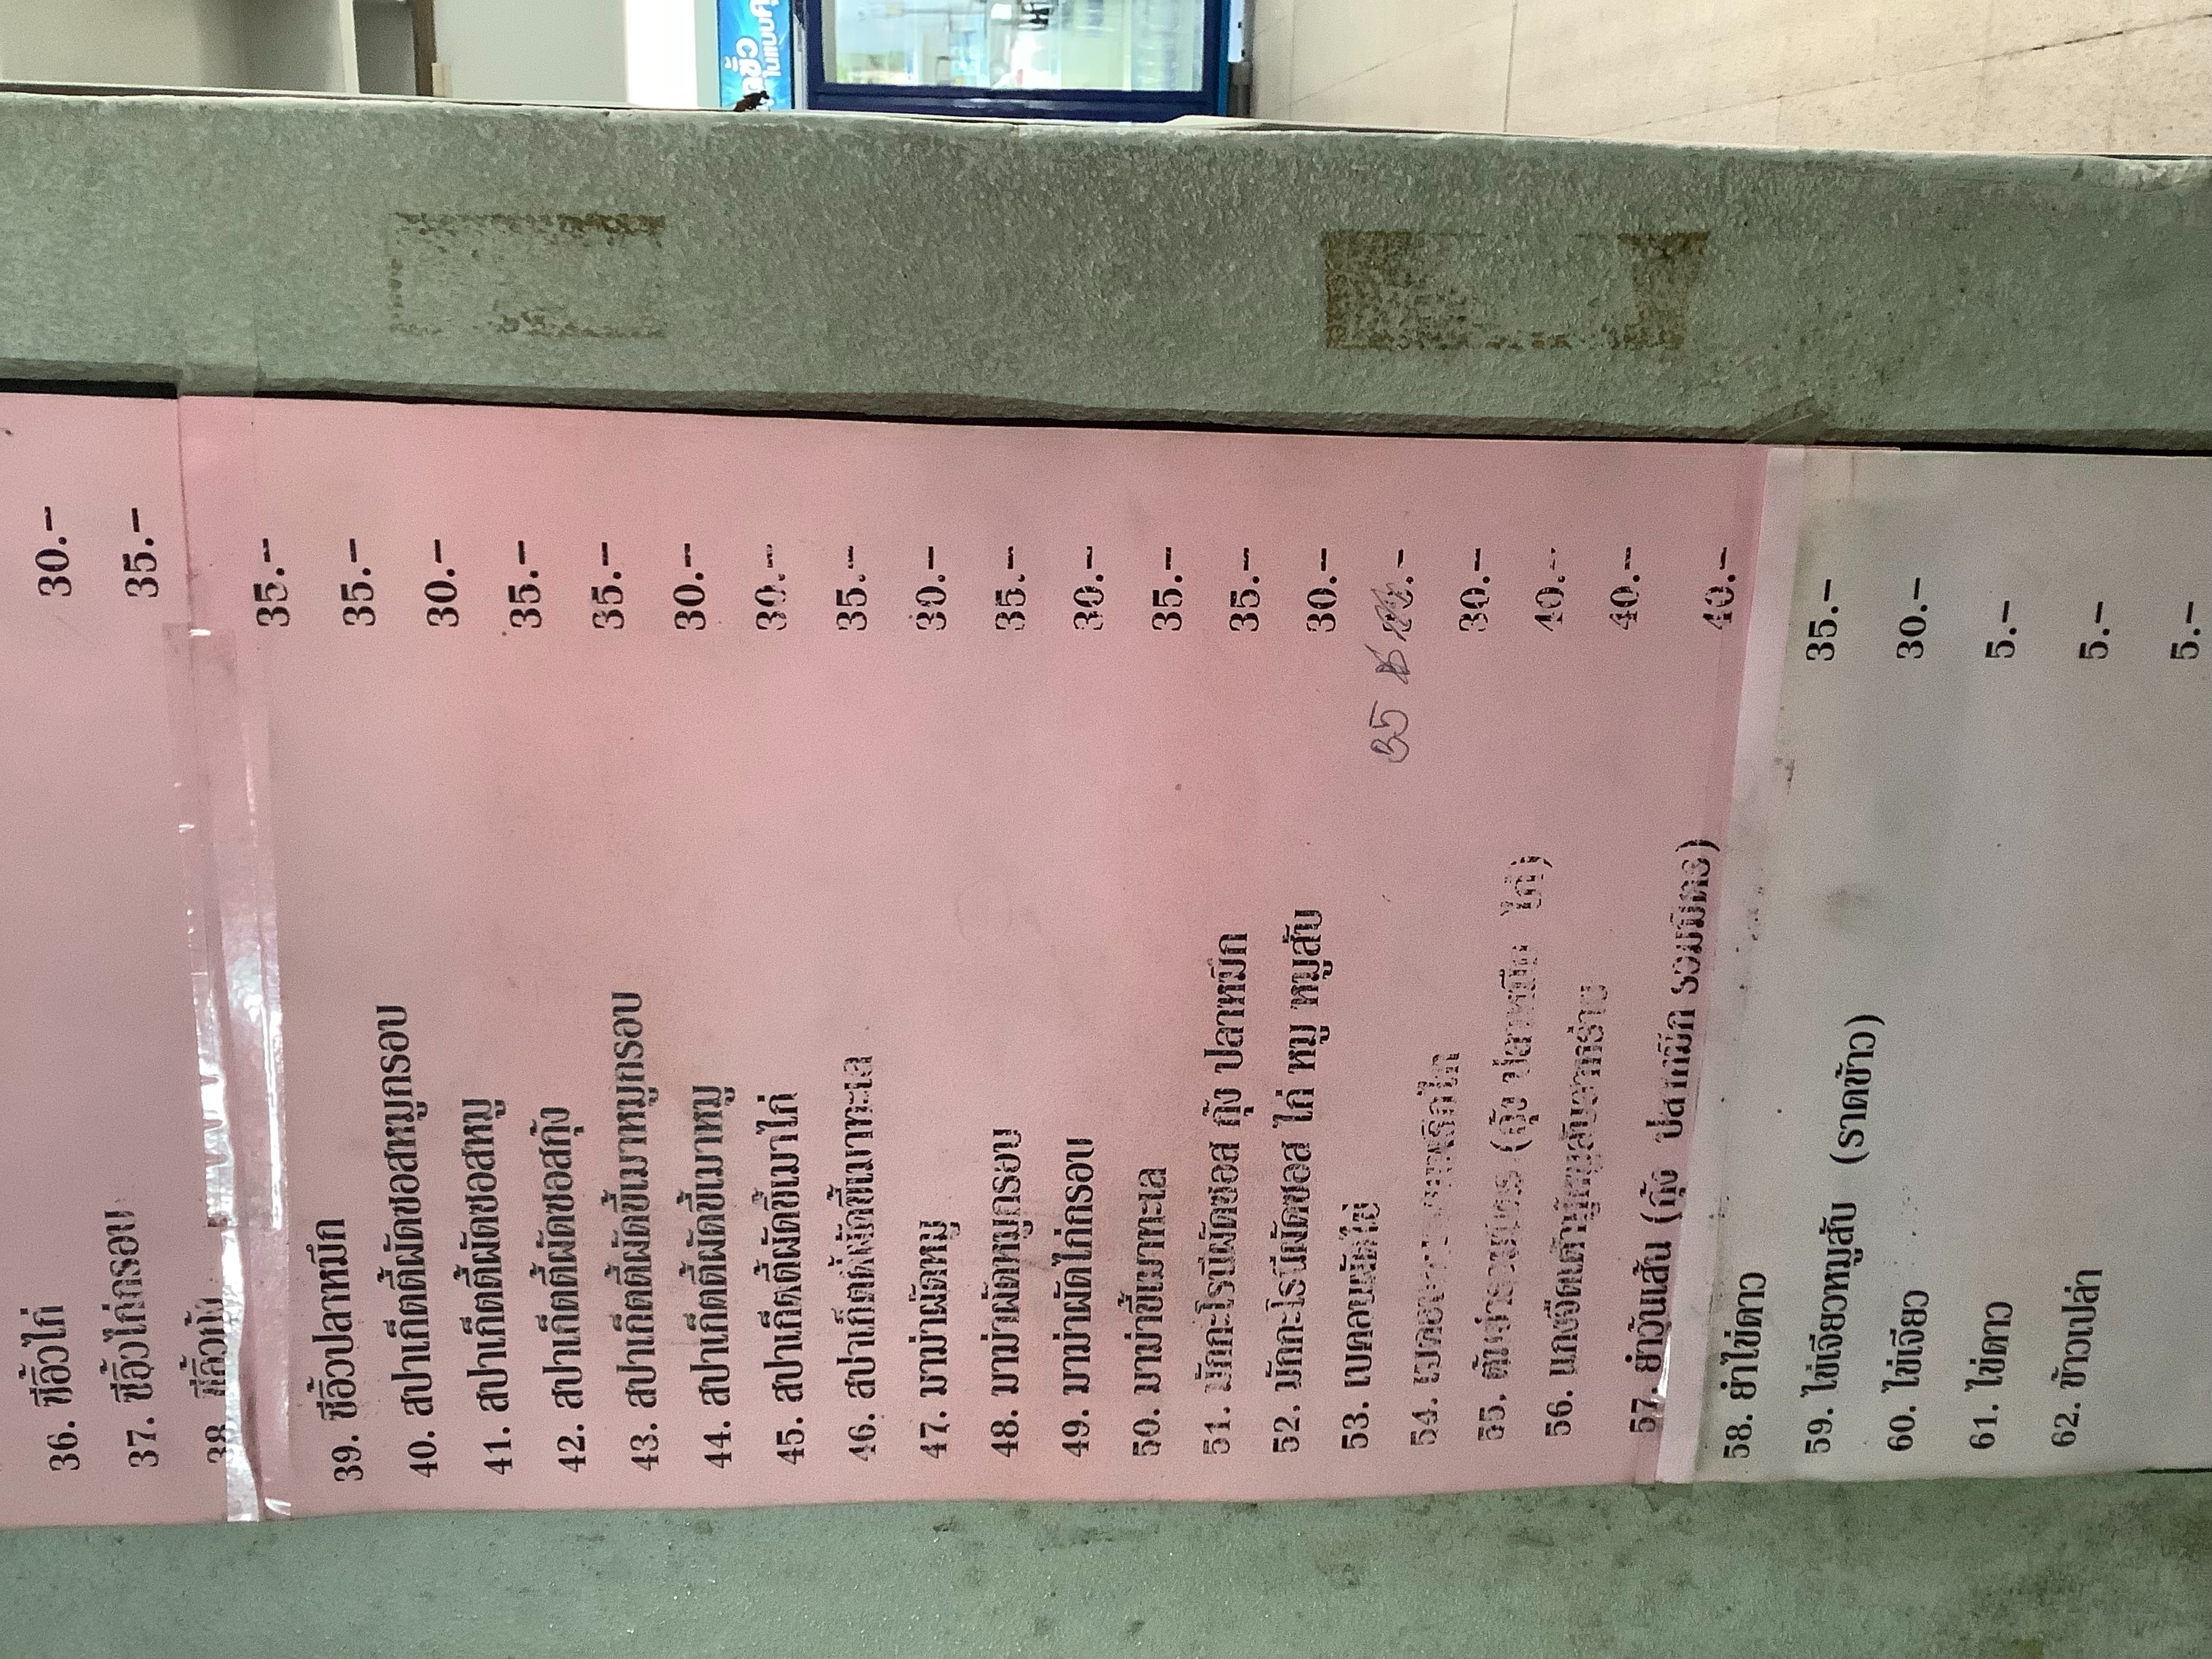 36. ซีอิ้วไก่ 30.-
37. ซีอิ้วไก่กรอบ 35.-
38. ซีอิ้วกุ้ง 35.-
39. ซีอิ้วปลาหมึก 35.-
40. สปาเก็ตตี้ผัดซอสหมูกรอบ 30.-
41. สปาเก็ตตี้ผัดซอสหมู 35.-
42. สปาเก็ตตี้ผัดซอสกุ้ง 35.-
43. สปาเก็ตตี้ผัดขี้เมาหมูกรอบ 30.-
44. สปาเก็ตตี้ผัดขี้เมาหมู 30.-
45. สปาเก็ตตี้ผัดขี้เมาไก่ 35.-
46. สปาเก็ตตี้ผัดขี้เมาทะเล 30.-
47. มาม่าผัดหมู 35.-
48. มาม่าผัดหมูกรอบ 30.-
49. มาม่าผัดไก่กรอบ 35.-
50. มาม่าขี้เมาทะเล 35.-
51. มักกะโรนีผัดซอส กุ้ง ปลาหมึก 30.-
52. มักกะโรนีผัดซอส ไก่ หมู หมูสับ 35
53. เบคอนผัดไข่ 30.-
54. 40.-
55. (กุ้ง ปลาหมึก ไก่) 40.-
56. แกงจืดเต้าหู้หมูสับสาหร่าย 40.-
57. ยำวุ้นเส้น (กุ้ง ปลาหมึก รวมมิตร)
58. ยำไข่ดาว 35.-
59. ไข่เจียวหมูสับ (ราดข้าว) 30.-
60. ไข่เจียว 5.-
61. ไข่ดาว 5.-
62. ข้าวเปล่า 5.-
ในแบบ